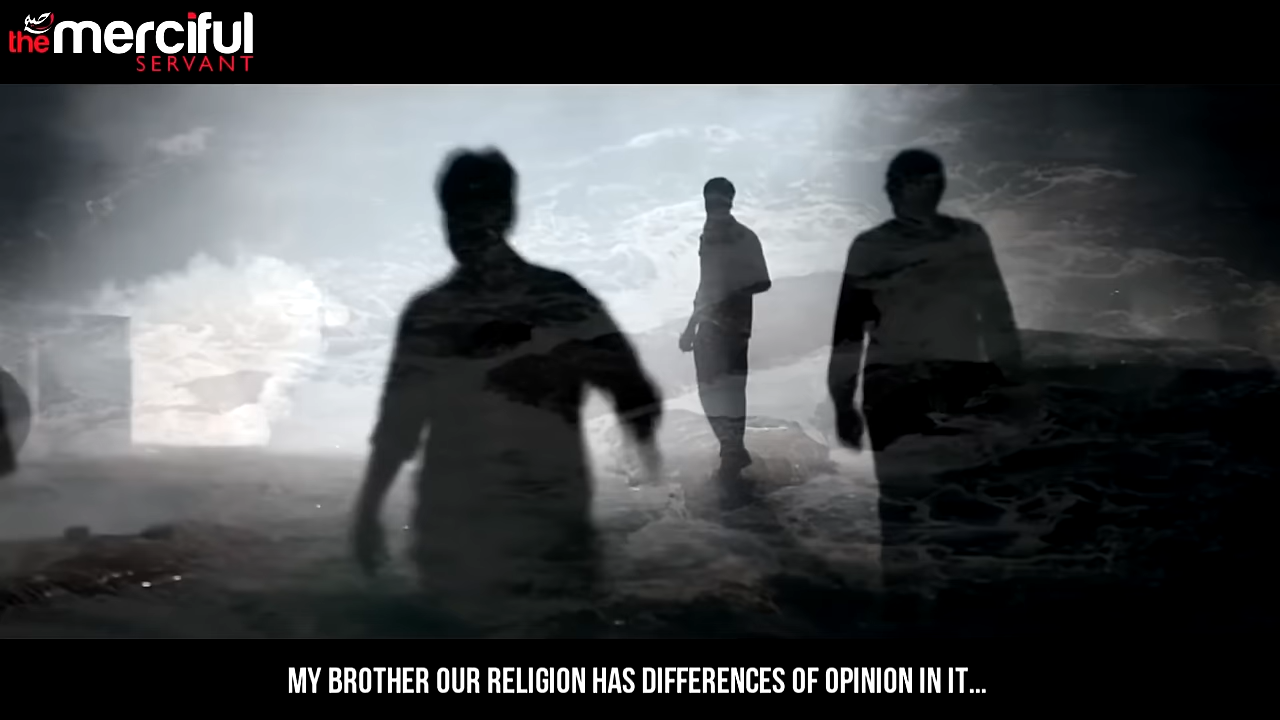 the merciful
SERVANT
MY BROTHER OUR RELIGION HAS DIFFERENCES OF OPINION IN IT...